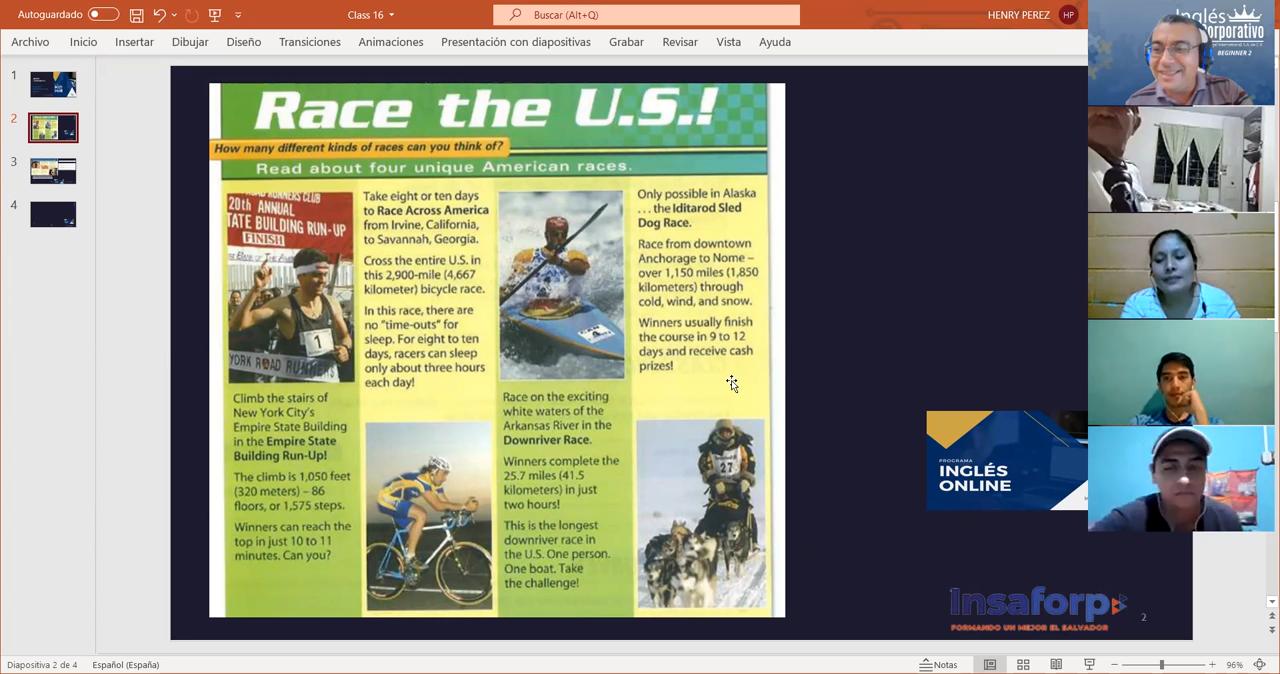 Autoguardado
Class 16
Buscar (Alt+Q)
HENRY PEREZ
HP
Archivo
Inicio
Insertar
Dibujar
Diseño
Transiciones
Animaciones
Presentación con diapositivas
Grabar
Revisar
Vista
Ayuda
1
2
3
4
Race the U.S.!
How many different kinds of races can you think of?
Read about four unique American races.
20th ANNUAL
STATE BUILDING RUN-UP
FINISH
1
YORK ROAD RUNNERS
Climb the stairs of
New York City's
Empire State Building
in the Empire State
Building Run-Up!
The climb is 1,050 feet
(320 meters) – 86
floors, or 1,575 steps.
Winners can reach the
top in just 10 to 11
minutes. Can you?
Take eight or ten days
to Race Across America
from Irvine, California,
to Savannah, Georgia.
Cross the entire U.S. in
this 2,900-mile (4,667
kilometer) bicycle race.
In this race, there are
no "time-outs" for
sleep. For eight to ten
days, racers can sleep
only about three hours
each day!
Race on the exciting
white waters of the
Arkansas River in the
Downriver Race.
Winners complete the
25.7 miles (41.5
kilometers) in just
two hours!
This is the longest
downriver race in
the U.S. One person.
One boat. Take
the challenge!
Only possible in Alaska
. . . the Iditarod Sled
Dog Race.
Race from downtown
Anchorage to Nome –
over 1,150 miles (1,850
kilometers) through
cold, wind, and snow.
Winners usually finish
the course in 9 to 12
days and receive cash
prizes!
27
PROGRAMA
INGLÉS
ONLINE
Insaforp
FORMANDO UN MEJOR EL SALVADOR
2
Inglés
Corporativo
BEGINNER 2
Diapositiva 2 de 4
Español (España)
Notas
96%